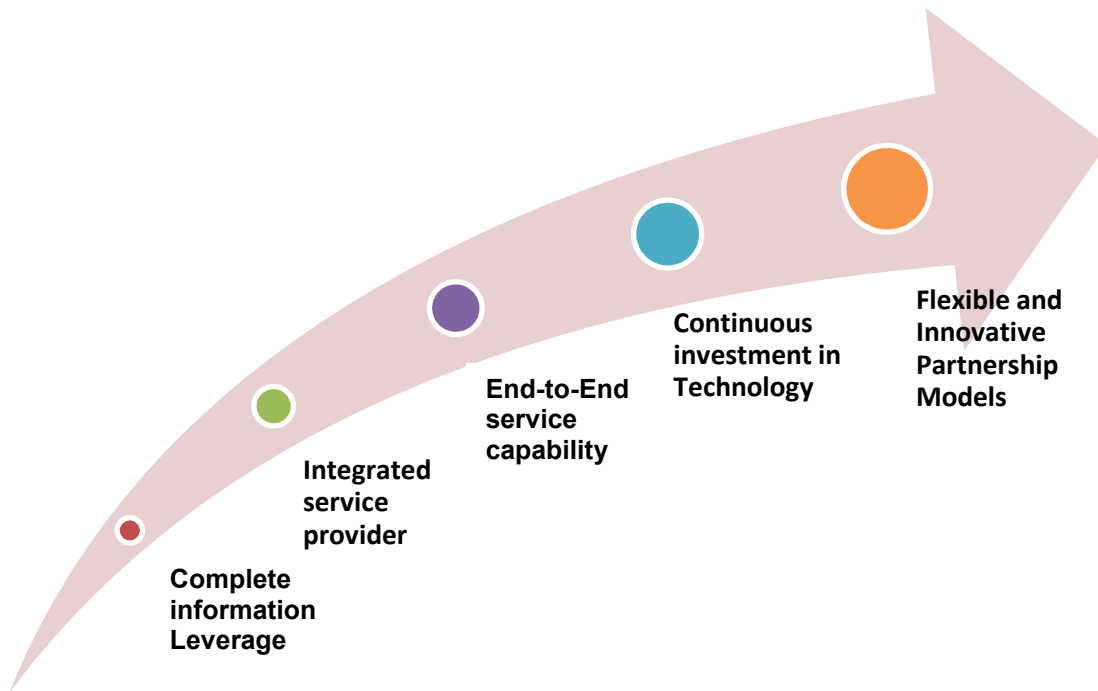 Flexible and
Innovative
Partnership
Models
Continuous
investment in
Technology
End-to-End
service
capability
Integrated
service
provider
Complete
information
Leverage